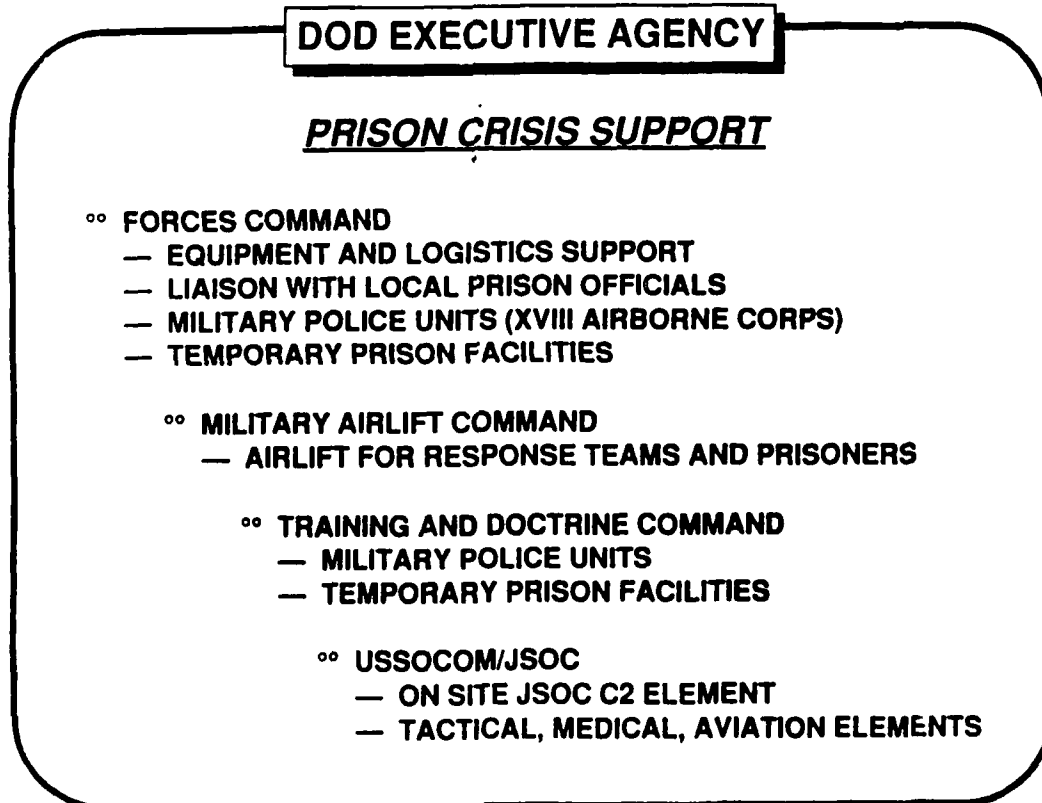 DOD EXECUTIVE AGENCY
PRISON CRISIS SUPPORT
°° FORCES COMMAND
— EQUIPMENT AND LOGISTICS SUPPORT
— LIAISON WITH LOCAL PRISON OFFICIALS
— MILITARY POLICE UNITS (XVIII AIRBORNE CORPS)
— TEMPORARY PRISON FACILITIES
°° MILITARY AIRLIFT COMMAND
— AIRLIFT FOR RESPONSE TEAMS AND PRISONERS
°° TRAINING AND DOCTRINE COMMAND
— MILITARY POLICE UNITS
— TEMPORARY PRISON FACILITIES
°° USSOCOM/JSOC
— ON SITE JSOC C2 ELEMENT
— TACTICAL, MEDICAL, AVIATION ELEMENTS